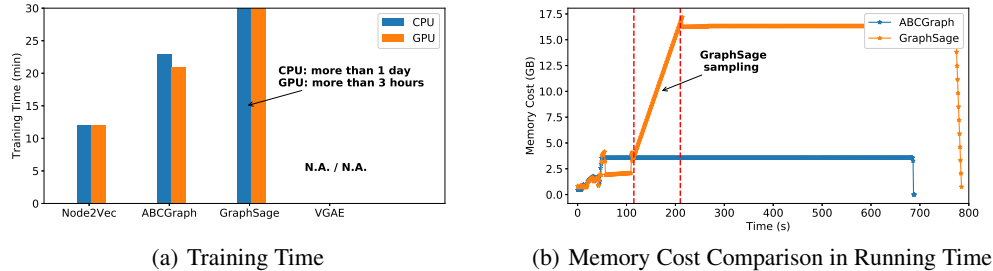 30
25
20
15
10
5
0
Training Time (min)
CPU
GPU
CPU: more than 1 day
GPU: more than 3 hours
N.A. / N.A.
Node2Vec
ABCGraph
GraphSage
VGAE
(a) Training Time
17.5
15.0
12.5
10.0
7.5
5.0
2.5
0.0
Memory Cost (GB)
ABCGraph
GraphSage
GraphSage
sampling
0
100
200
300
400
500
600
700
800
Time (s)
(b) Memory Cost Comparison in Running Time